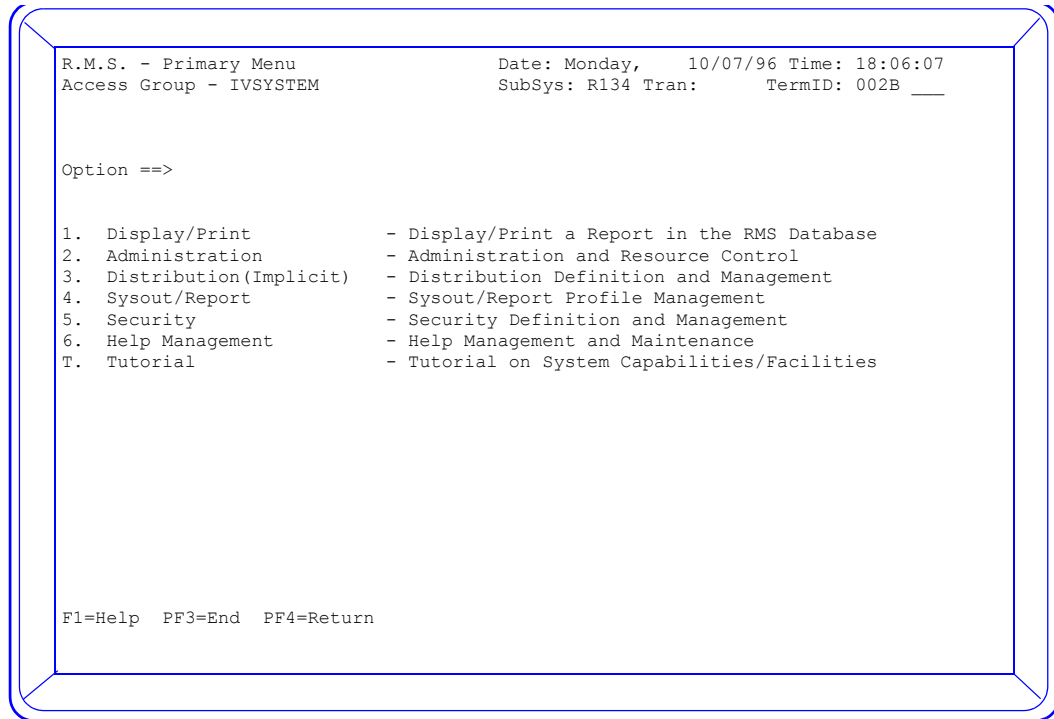 R.M.S. - Primary Menu Date: Monday, 10/07/96 Time: 18:06:07
Access Group - IVSYSTEM SubSys: R134 Tran: TermID: 002B ___
Option ==>
1. Display/Print - Display/Print a Report in the RMS Database
2. Administration - Administration and Resource Control
3. Distribution(Implicit) - Distribution Definition and Management
4. Sysout/Report - Sysout/Report Profile Management
5. Security - Security Definition and Management
6. Help Management - Help Management and Maintenance
T. Tutorial - Tutorial on System Capabilities/Facilities
F1=Help PF3=End PF4=Return